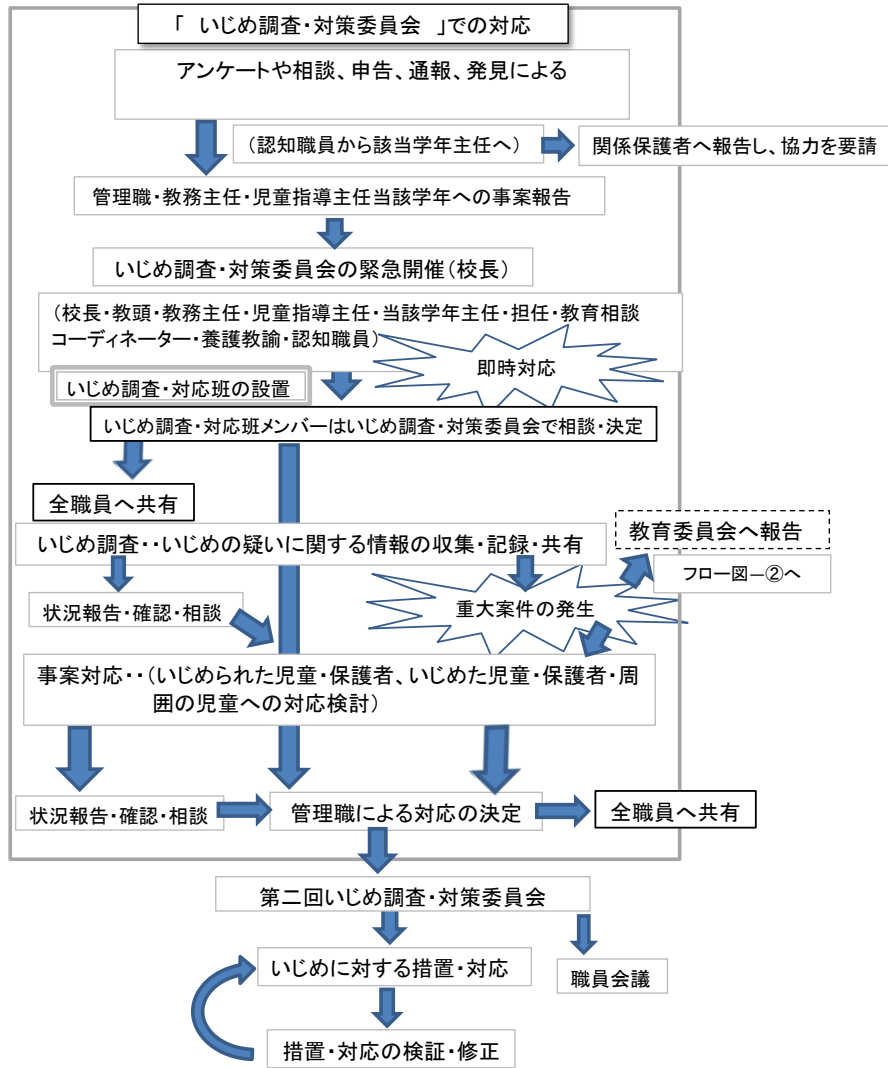 「　いじめ調査・対策委員会　」での対応
アンケートや相談、申告、通報、発見による
（認知職員から該当学年主任へ）
関係保護者へ報告し、協力を要請
管理職・教務主任・児童指導主任当該学年への事案報告
いじめ調査・対策委員会の緊急開催（校長）
（校長・教頭・教務主任・児童指導主任・当該学年主任・担任・教育相談
コーディネーター・養護教諭・認知職員）
即時対応
いじめ調査・対応班の設置
いじめ調査・対応班メンバーはいじめ調査・対策委員会で相談・決定
全職員へ共有
教育委員会へ報告
いじめ調査・・いじめの疑いに関する情報の収集・記録・共有
フロー図―②へ
状況報告・確認・相談
重大案件の発生
事案対応・・（いじめられた児童・保護者、いじめた児童・保護者・周
囲の児童への対応検討）
状況報告・確認・相談
管理職による対応の決定
全職員へ共有
第二回いじめ調査・対策委員会
いじめに対する措置・対応
職員会議
措置・対応の検証・修正